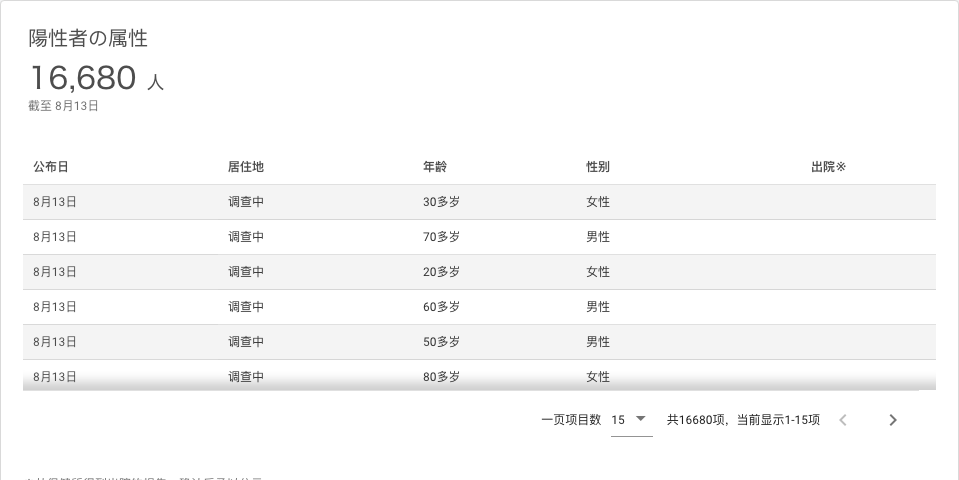 陽性者の属性
16,680 人
截至 8月13日
公布日 居住地 年龄 性别 出院※
8月13日 调查中 30多岁 女性
8月13日 调查中 70多岁 男性
8月13日 调查中 20多岁 女性
8月13日 调查中 60多岁 男性
8月13日 调查中 50多岁 男性
8月13日 调查中 80多岁 女性
一页项目数 15 共16680项，当前显示1-15项